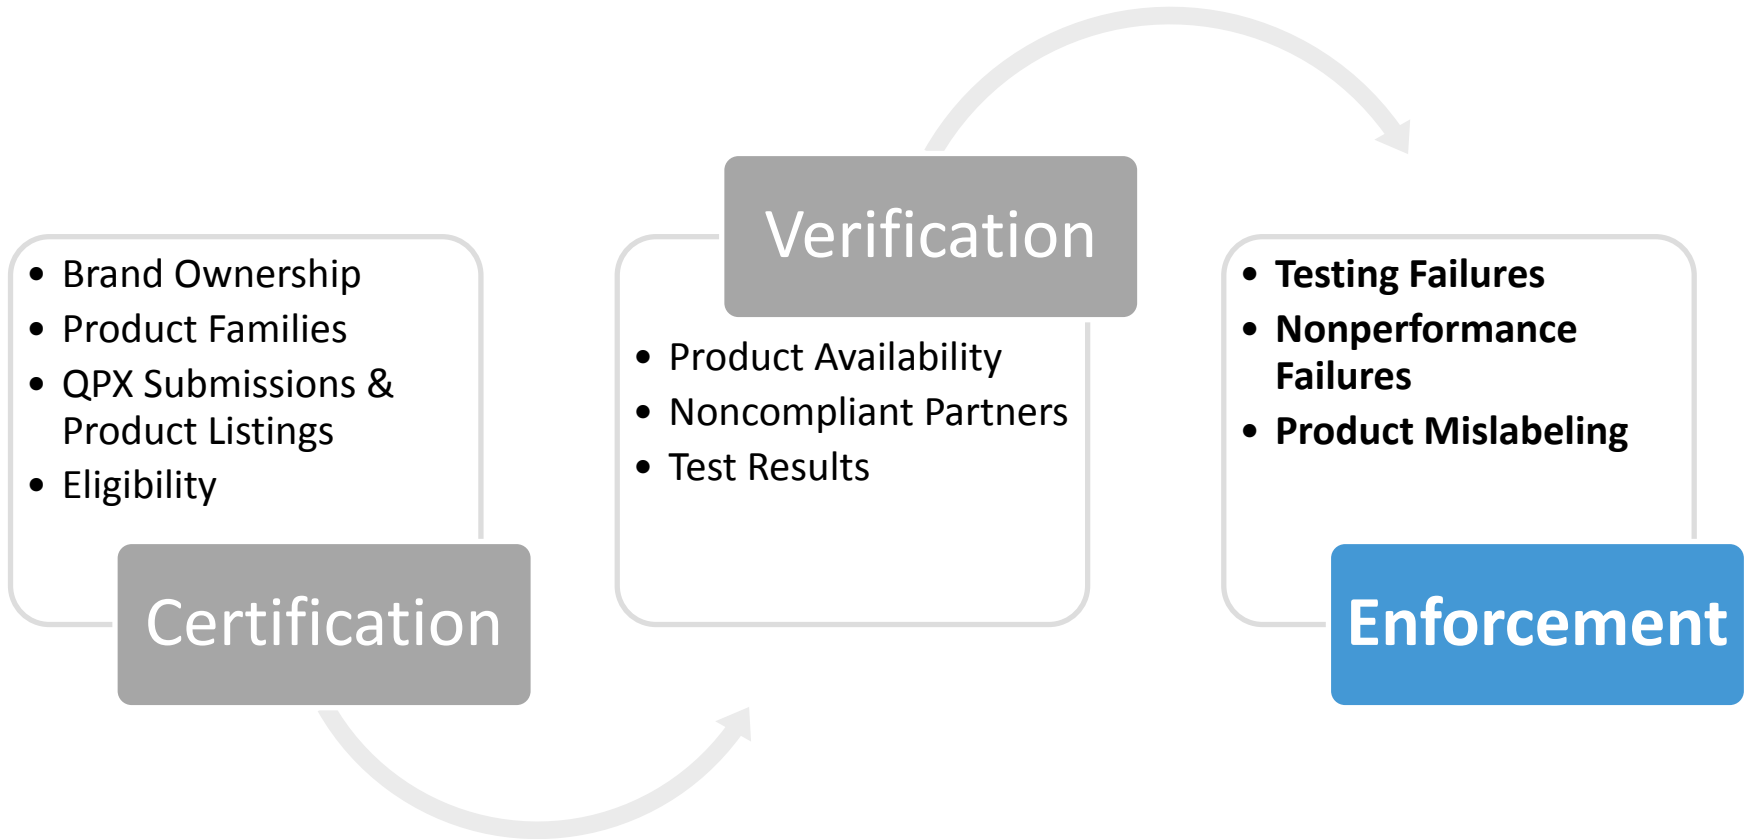 • Brand Ownership
• Product Families
• QPX Submissions &
Product Listings
• Eligibility
Certification
Verification
• Product Availability
• Noncompliant Partners
• Test Results
• Testing Failures
• Nonperformance
Failures
• Product Mislabeling
Enforcement